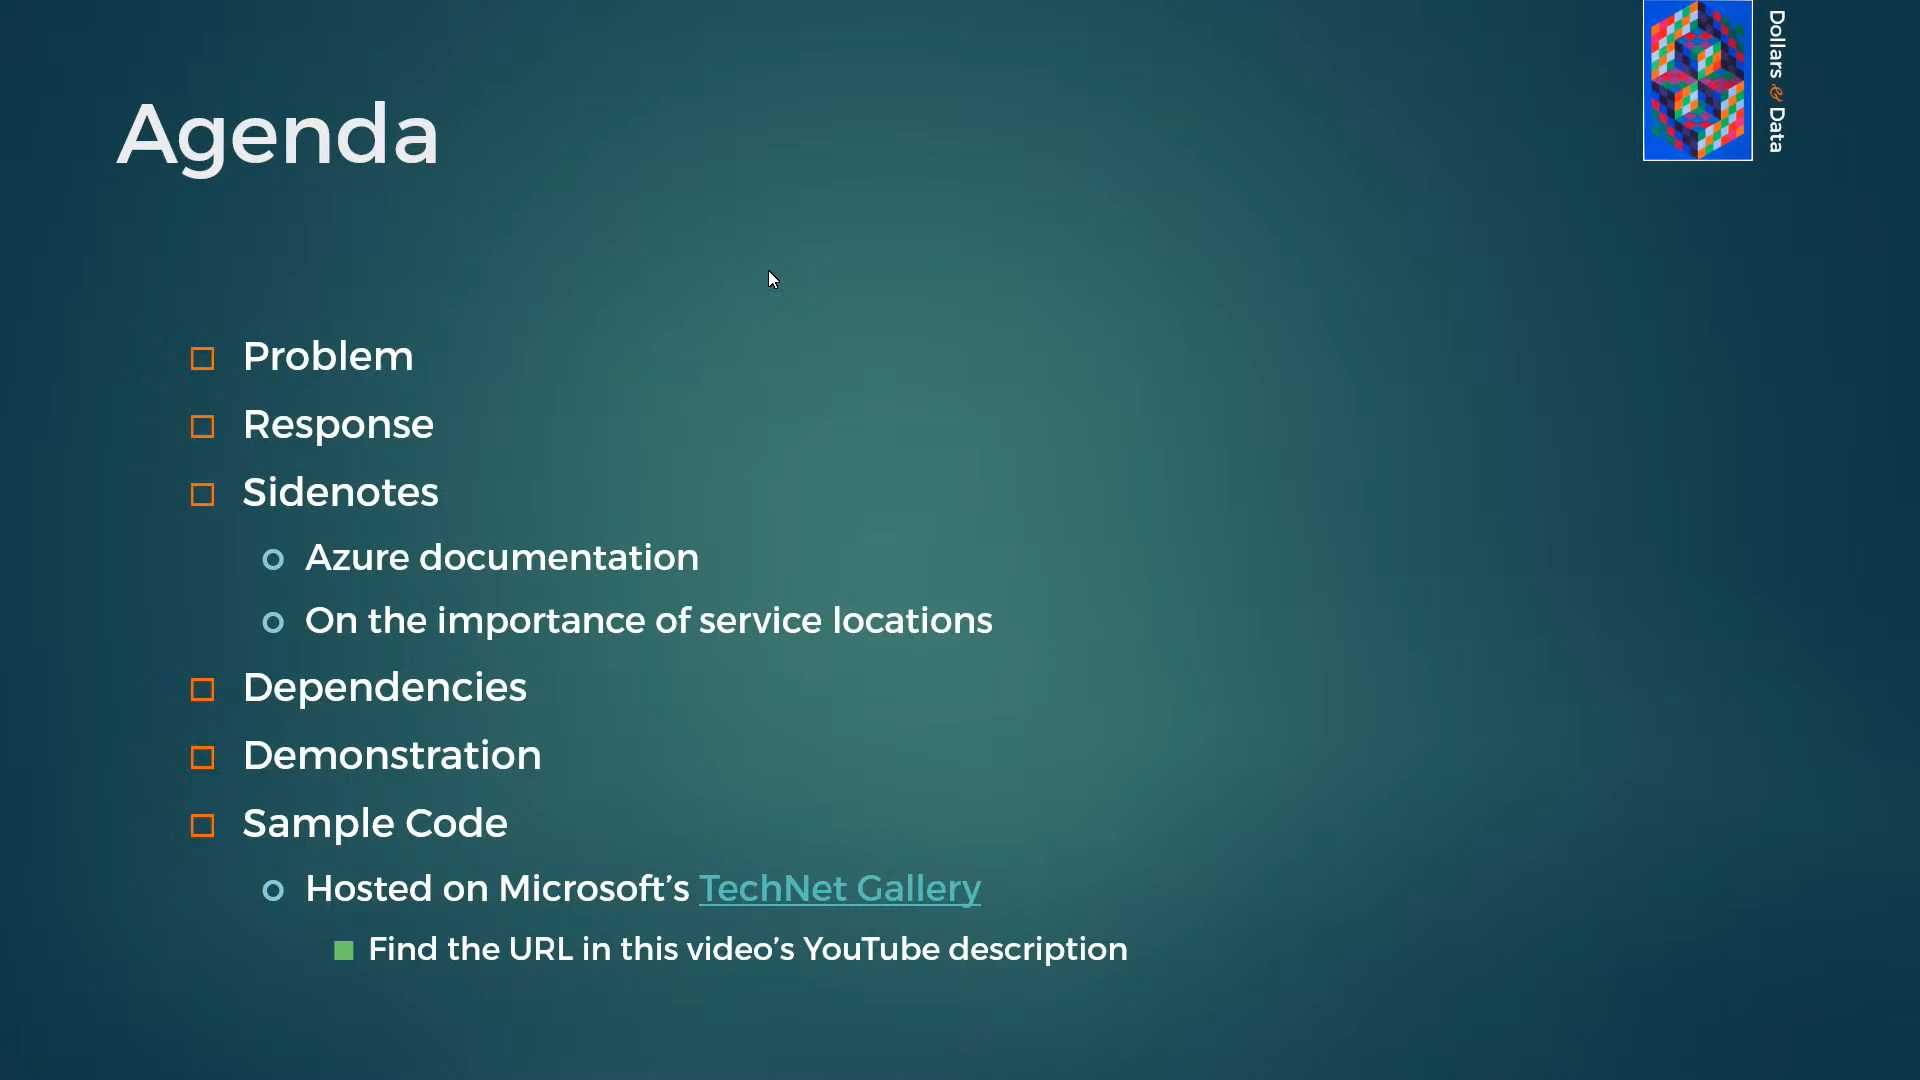 Dollars & Data
Agenda
Problem
Response
Sidenotes
Azure documentation
On the importance of service locations
Dependencies
Demonstration
Sample Code
Hosted on Microsoft’s TechNet Gallery
Find the URL in this video’s YouTube description